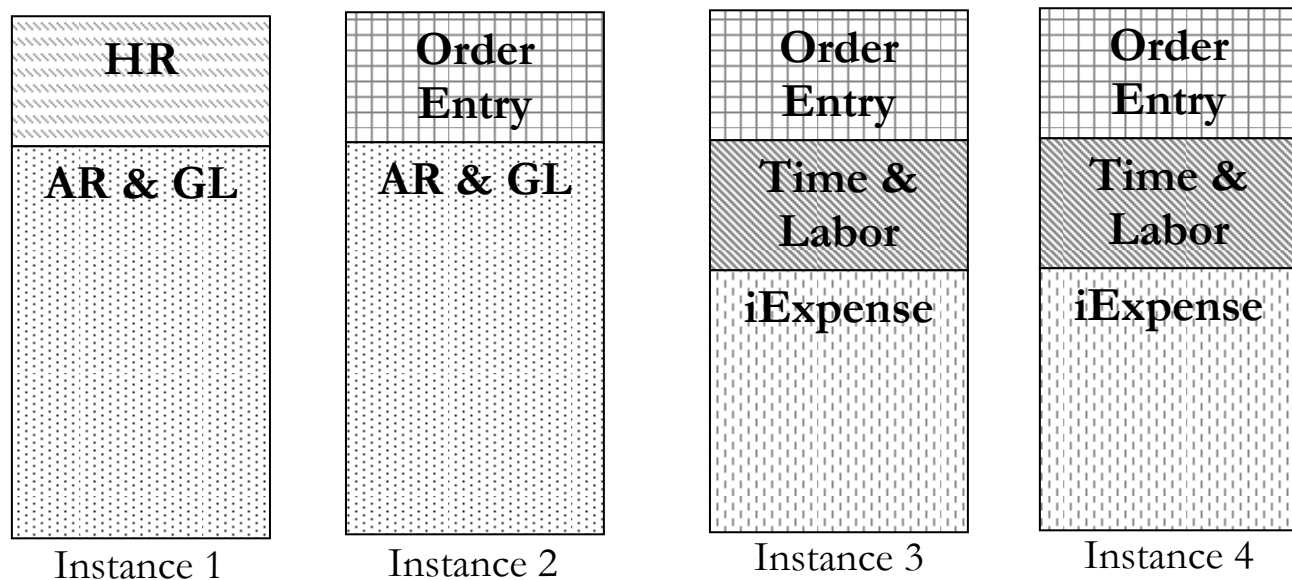 HR
AR & GL
Instance 1
Order
Entry
AR & GL
Instance 2
Order
Entry
Time &
Labor
iExpense
Instance 3
Order
Entry
Time &
Labor
iExpense
Instance 4